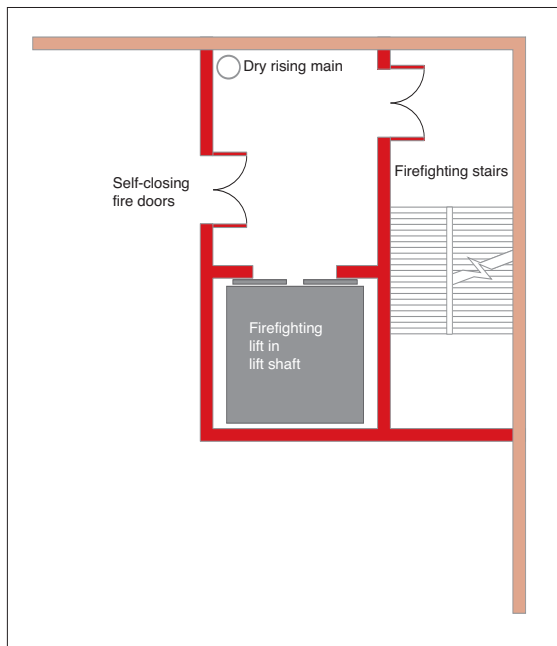 Dry rising main
Self-closing
fire doors
Firefighting stairs
Firefighting
lift in
lift shaft